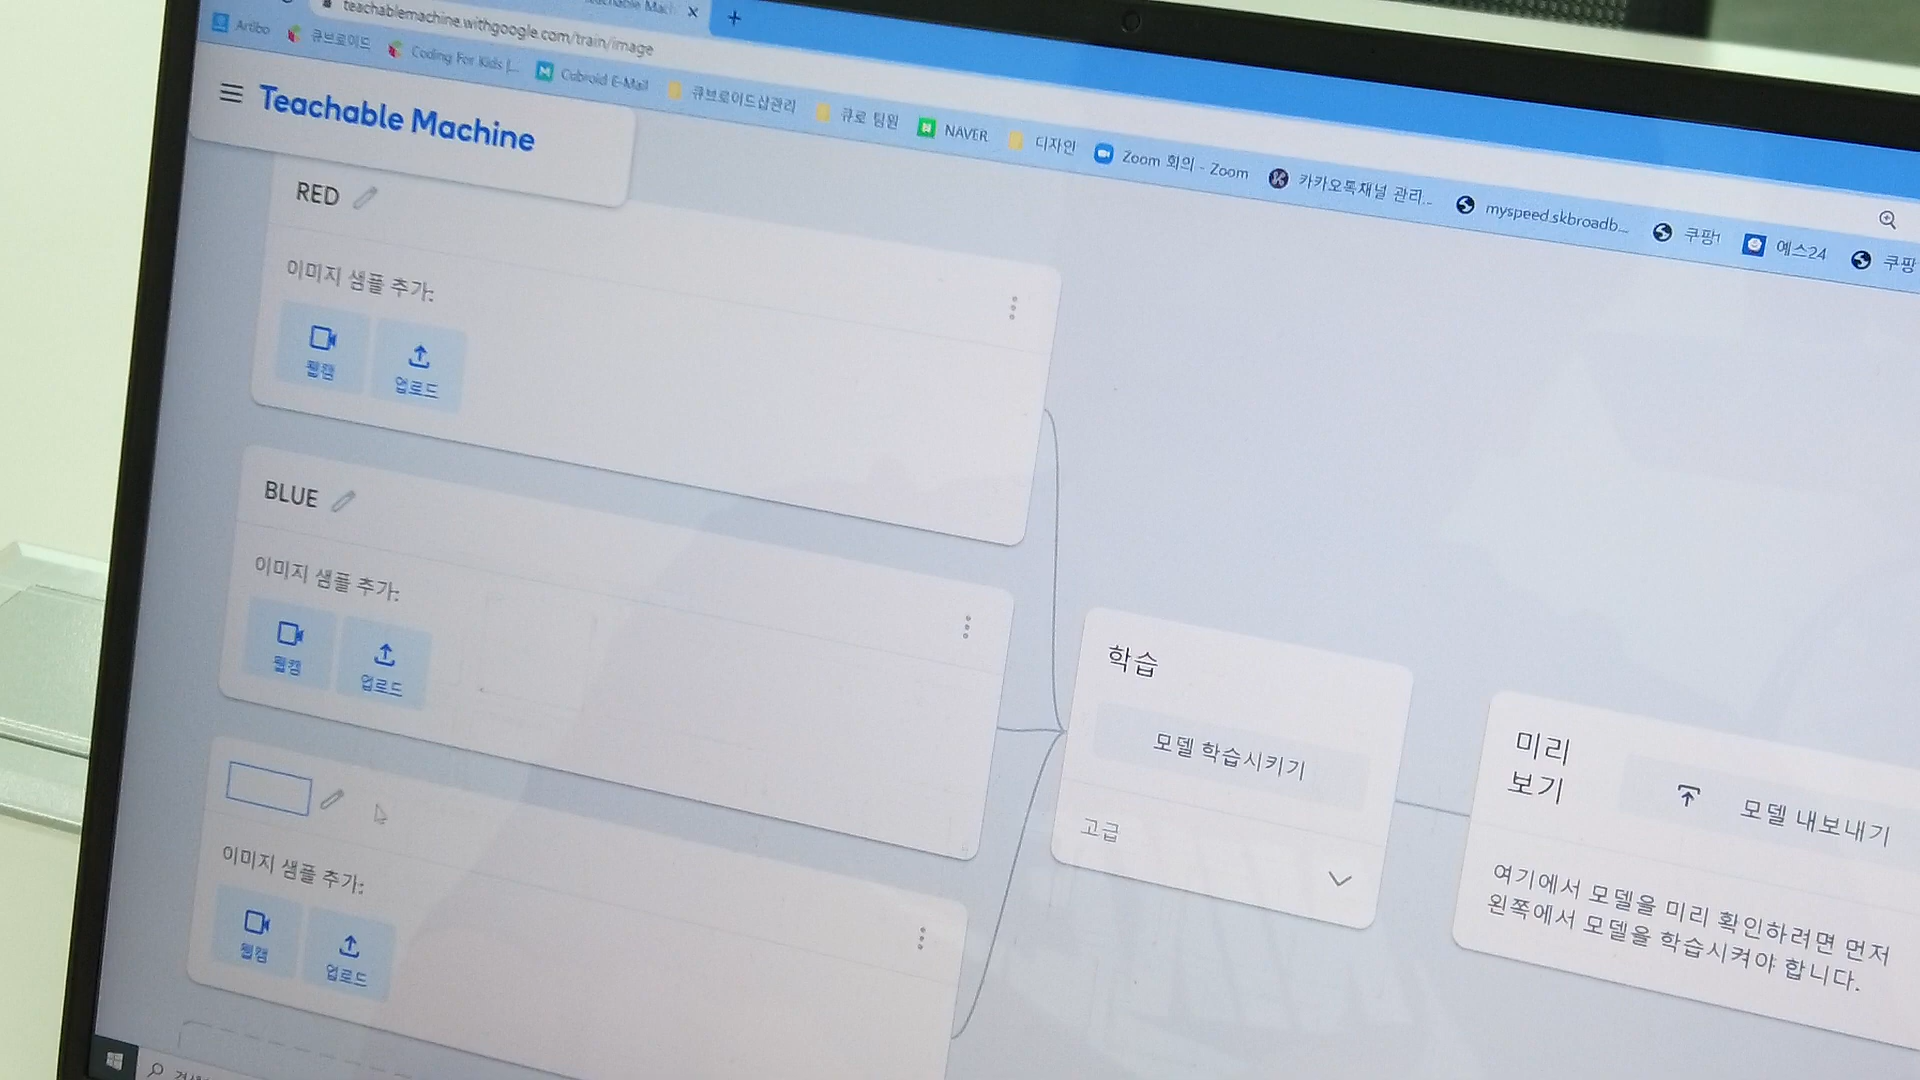 teachablemachine.withgoogle.com/train/image
Artibo 큐브로이드 Coding For Kids |... Cubroid E-Mail 큐브로이드샵관리 큐로 팀원 NAVER 디자인 Zoom 회의 - Zoom 카카오톡채널 관리... myspeed.skbroadb... 쿠팡 예스24 쿠팡
Teachable Machine
RED
이미지 샘플 추가:
웹캠 업로드
BLUE
이미지 샘플 추가:
웹캠 업로드
이미지 샘플 추가:
웹캠 업로드
학습
모델 학습시키기
고급
미리
보기
모델 내보내기
여기에서 모델을 미리 확인하려면 먼저
왼쪽에서 모델을 학습시켜야 합니다.